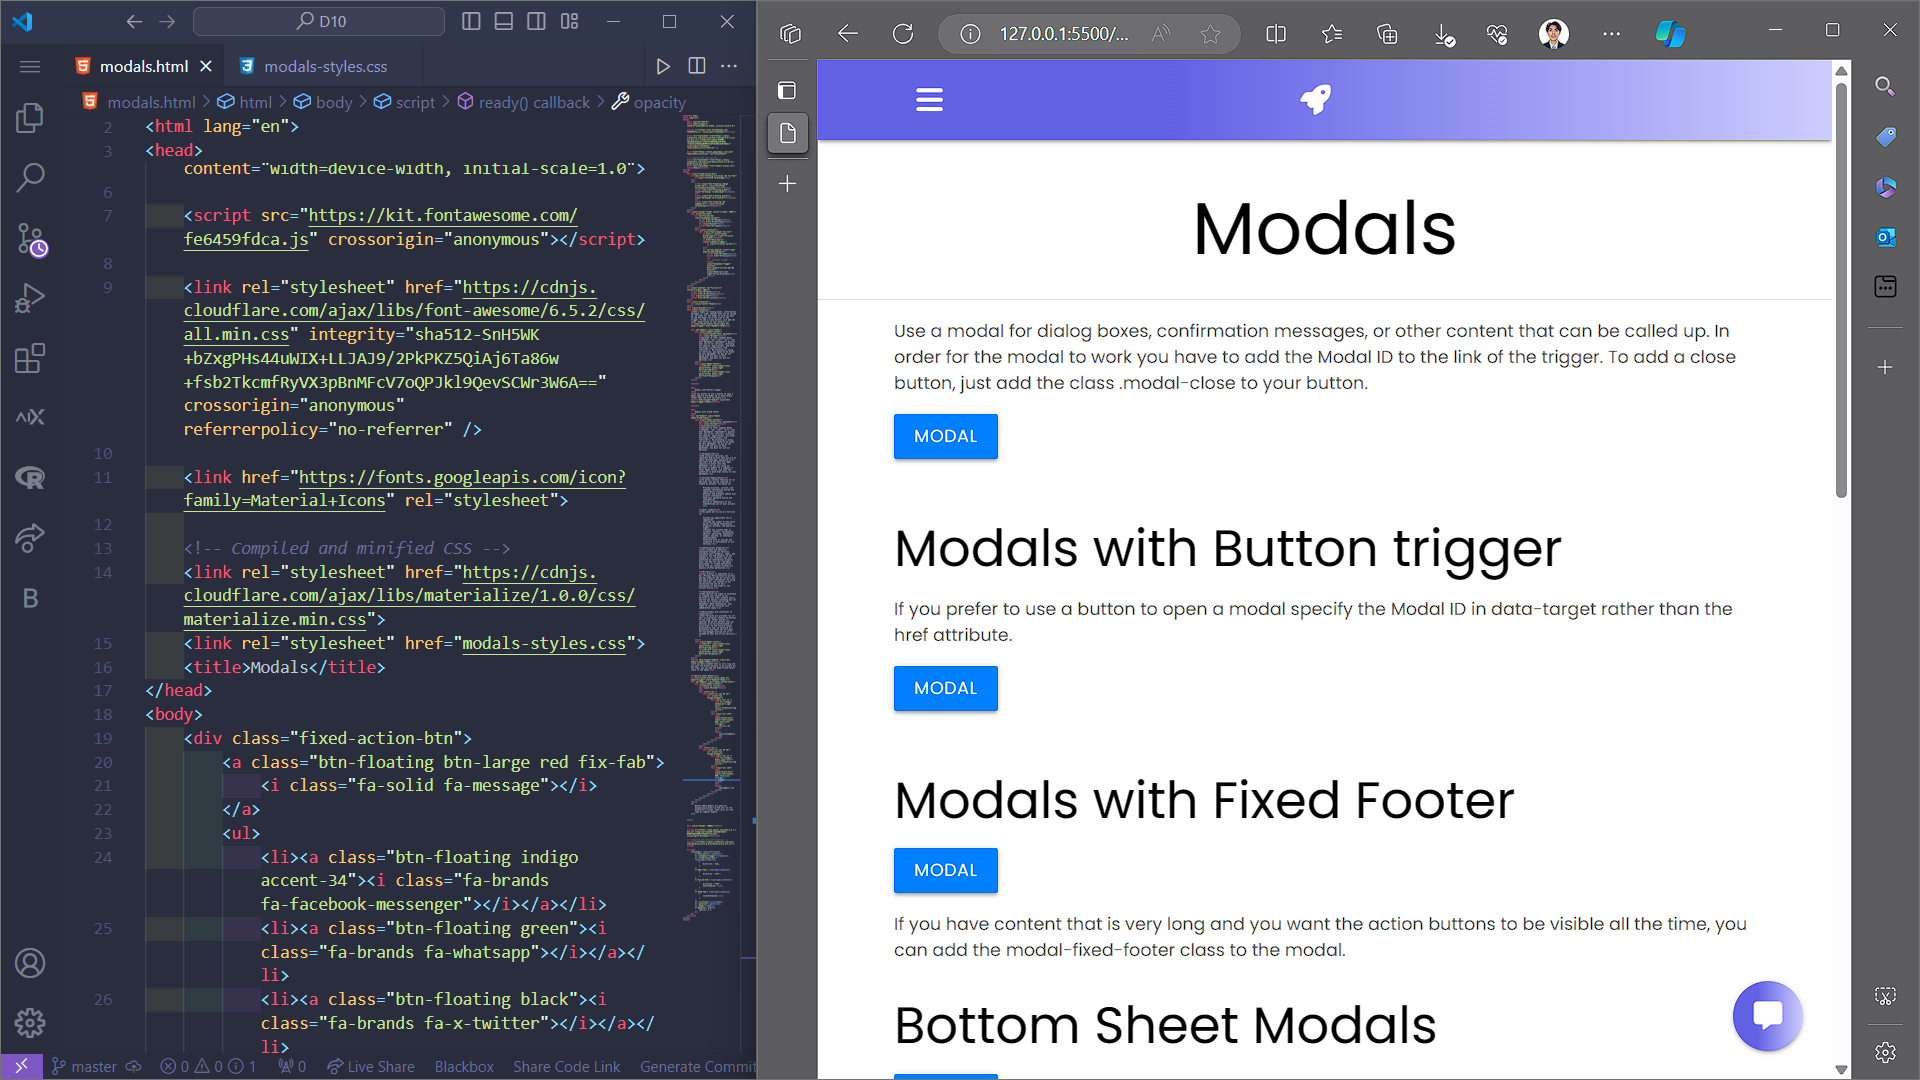 D10
modals.html
modals-styles.css
modals.html > html > body > script > ready() callback > opacity
2 <html lang="en">
3 <head>
content="width=device-width, initial-scale=1.0">
6
7 <script src="https://kit.fontawesome.com/
fe6459fdca.js" crossorigin="anonymous"></script>
8
9 <link rel="stylesheet" href="https://cdnjs.
cloudflare.com/ajax/libs/font-awesome/6.5.2/css/
all.min.css" integrity="sha512-SnH5WK
+bZxgPHs44uWIX+LLJAJ9/2PkPKZ5QiAj6Ta86w
+fsb2TkcmfRyVX3pBnMFcV7oQPJkl9QevSCWr3W6A=="
crossorigin="anonymous"
referrerpolicy="no-referrer" />
10
11 <link href="https://fonts.googleapis.com/icon?
family=Material+Icons" rel="stylesheet">
12
13 <!-- Compiled and minified CSS -->
14 <link rel="stylesheet" href="https://cdnjs.
cloudflare.com/ajax/libs/materialize/1.0.0/css/
materialize.min.css">
15 <link rel="stylesheet" href="modals-styles.css">
16 <title>Modals</title>
17 </head>
18 <body>
19 <div class="fixed-action-btn">
20 <a class="btn-floating btn-large red fix-fab">
21 <i class="fa-solid fa-message"></i>
22 </a>
23 <ul>
24 <li><a class="btn-floating indigo
accent-34"><i class="fa-brands
fa-facebook-messenger"></i></a></li>
25 <li><a class="btn-floating green"><i
class="fa-brands fa-whatsapp"></i></a></
li>
26 <li><a class="btn-floating black"><i
class="fa-brands fa-x-twitter"></i></a></
li>
master 0 0 1 0 Live Share Blackbox Share Code Link Generate Commit
127.0.0.1:5500/...
Modals
Use a modal for dialog boxes, confirmation messages, or other content that can be called up. In
order for the modal to work you have to add the Modal ID to the link of the trigger. To add a close
button, just add the class .modal-close to your button.
MODAL
Modals with Button trigger
If you prefer to use a button to open a modal specify the Modal ID in data-target rather than the
href attribute.
MODAL
Modals with Fixed Footer
MODAL
If you have content that is very long and you want the action buttons to be visible all the time, you
can add the modal-fixed-footer class to the modal.
Bottom Sheet Modals